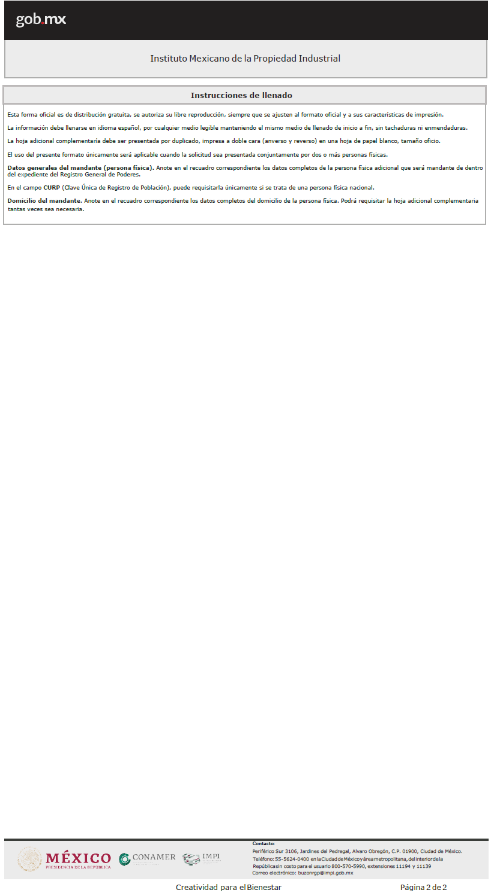 gob.mx
Instituto Mexicano de la Propiedad Industrial
Instrucciones de llenado
Esta forma oficial es de distribución gratuita, se autoriza su libre reproducción, siempre que se ajusten al formato oficial y a sus características de impresión.
La información debe llenarse en idioma español, por cualquier medio legible manteniendo el mismo medio de llenado de inicio a fin, sin tachaduras ni enmendaduras.
La hoja adicional complementaria debe ser presentada por duplicado, impresa a doble cara (anverso y reverso) en una hoja de papel blanco, tamaño oficio.
El uso del presente formato únicamente será aplicable cuando la solicitud sea presentada conjuntamente por dos o más personas físicas.
Datos generales del mandante (persona física). Anote en el recuadro correspondiente los datos completos de la persona física adicional que será mandante de dentro
del expediente del Registro General de Poderes.
En el campo CURP (Clave Única de Registro de Población), puede requisitarla únicamente si se trata de una persona física nacional.
Domicilio del mandante. Anote en el recuadro correspondiente los datos completos del domicilio de la persona física. Podrá requisitar la hoja adicional complementaria
tantas veces sea necesaria.
Contacto:
Periférico Sur 3106, Jardines del Pedregal, Alvaro Obregón, C.P. 01900, Ciudad de México.
Teléfono: 55-5624-0400 en la Ciudad de México y área metropolitana, del interior de la
República sin costo para el usuario 800-570-5990, extensiones 11194 y 11139
Correo electrónico: buzonrgp@impi.gob.mx
MÉXICO
PRESIDENCIA DE LA REPÚBLICA
CONAMER
IMPI
Creatividad para el Bienestar
Página 2 de 2